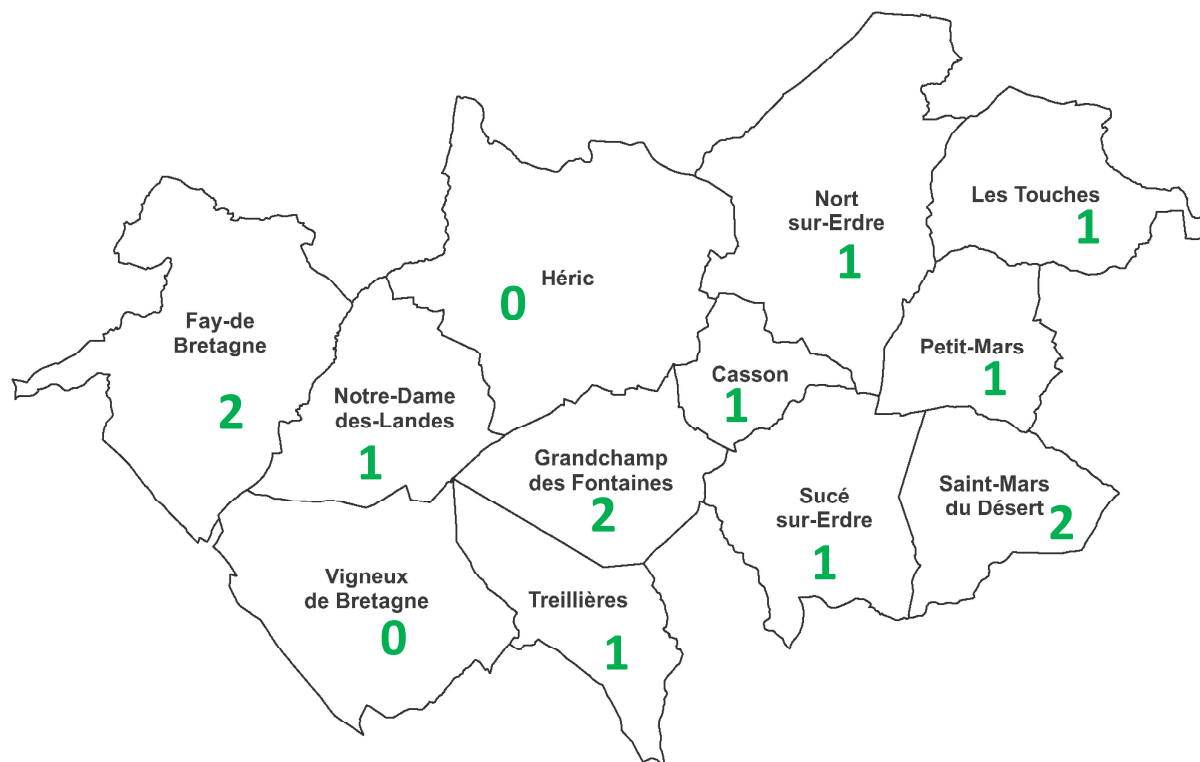 Nort
sur-Erdre
1
Les Touches
1
Héric
0
Fay-de
Bretagne
2
Petit-Mars
1
Casson
1
Notre-Dame
des-Landes
1
Grandchamp
des Fontaines
2
Sucé
sur-Erdre
1
Saint-Mars
du Désert
2
Vigneux
de Bretagne
0
Treillières
1